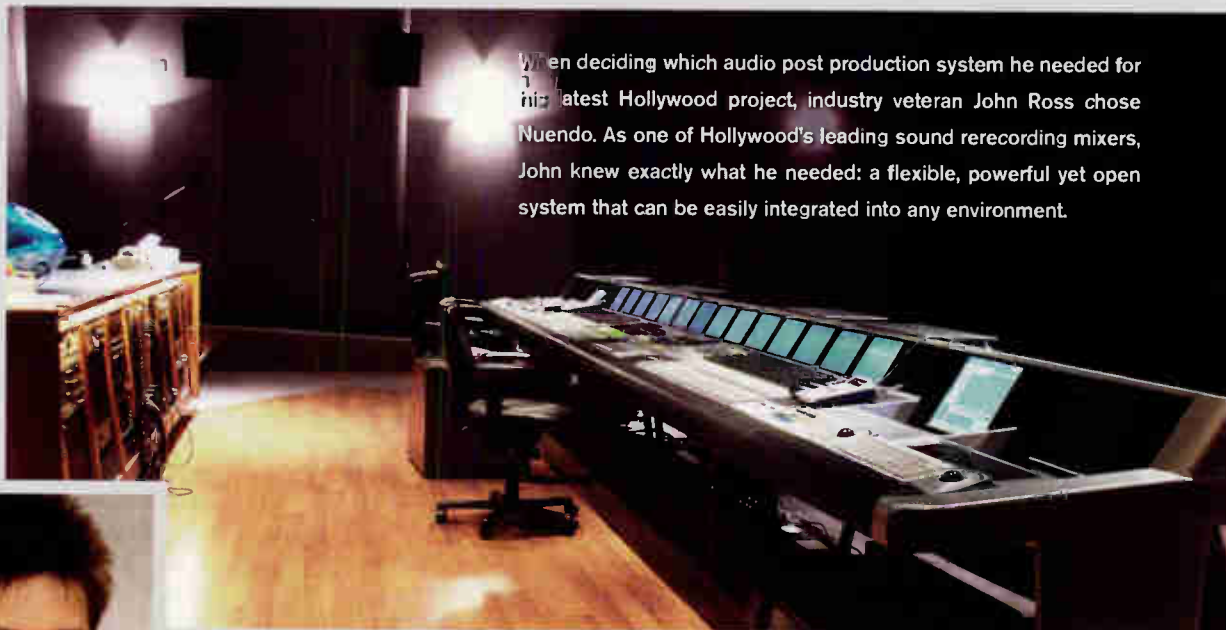 When deciding which audio post production system he needed for
his latest Hollywood project, industry veteran John Ross chose
Nuendo. As one of Hollywood's leading sound rerecording mixers,
John knew exactly what he needed: a flexible, powerful yet open
system that can be easily integrated into any environment.